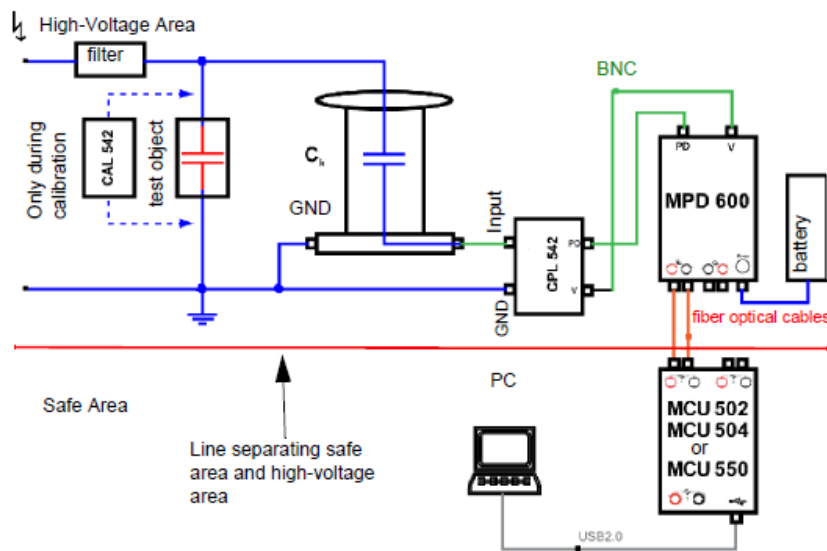 High-Voltage Area
filter
BNC
Only during
calibration
CAL 542
test object
Cₕ
GND
Input
CPL 542
PD
V
GND
PD
V
MPD 600
battery
fiber optical cables
Safe Area
Line separating safe
area and high-voltage
area
PC
MCU 502
MCU 504
or
MCU 550
USB2.0